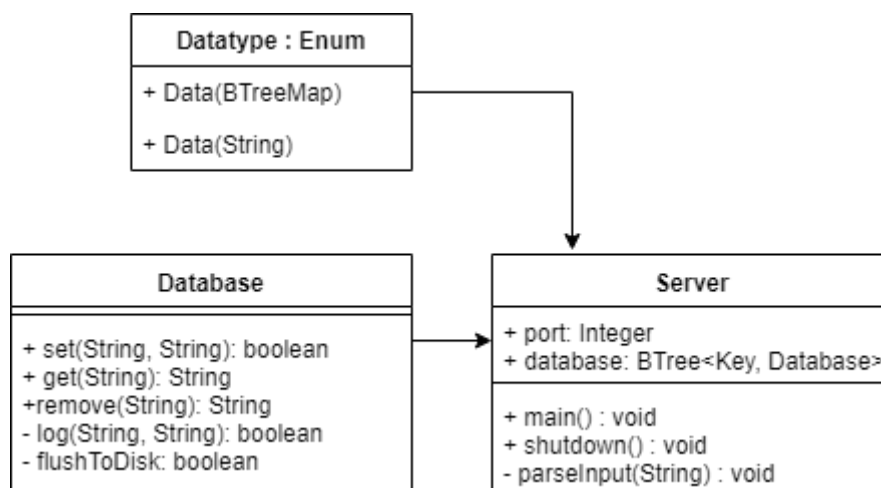 Datatype : Enum
+ Data(BTreeMap)
+ Data(String)
Database
+ set(String, String): boolean
+ get(String): String
+remove(String): String
- log(String, String): boolean
- flushToDisk: boolean
Server
+ port: Integer
+ database: BTree<Key, Database>
+ main() : void
+ shutdown() : void
- parseInput(String) : void